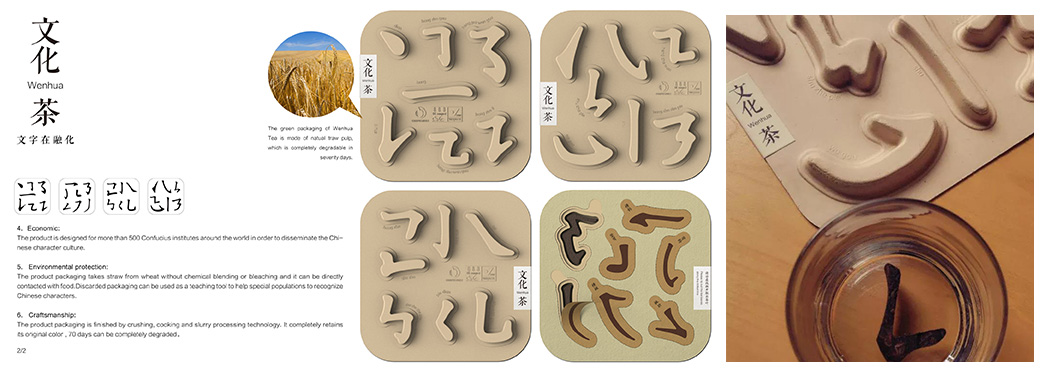 文化
Wenhua
茶
文字在融化
The green packaging of Wenhua
Tea is made of natual traw pulp,
which is completely degradable in
severity days.
4、Economic:
The product is designed for more than 500 Confucius institutes around the world in order to disseminate the Chi-
nese character culture.
5、Environmental protection:
The product packaging takes straw from wheat without chemical blending or bleaching and it can be directly
contacted with food.Discarded packaging can be used as a teaching tool to help special populations to recognize
Chinese characters.
6、Craftsmanship:
The product packaging is finished by crushing, cooking and slurry processing technology. It completely retains
its original color , 70 days can be completely degraded。
2/2
文化
Wenhua
茶
文化
Wenhua
茶
文化
Wenhua
茶
文化
Wenhua
茶